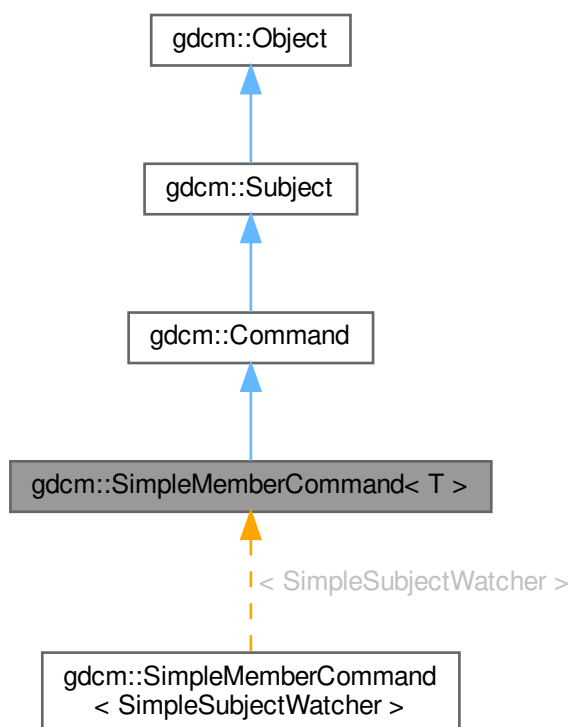 gdcm::Object
gdcm::Subject
gdcm::Command
gdcm::SimpleMemberCommand< T >
< SimpleSubjectWatcher >
gdcm::SimpleMemberCommand
< SimpleSubjectWatcher >